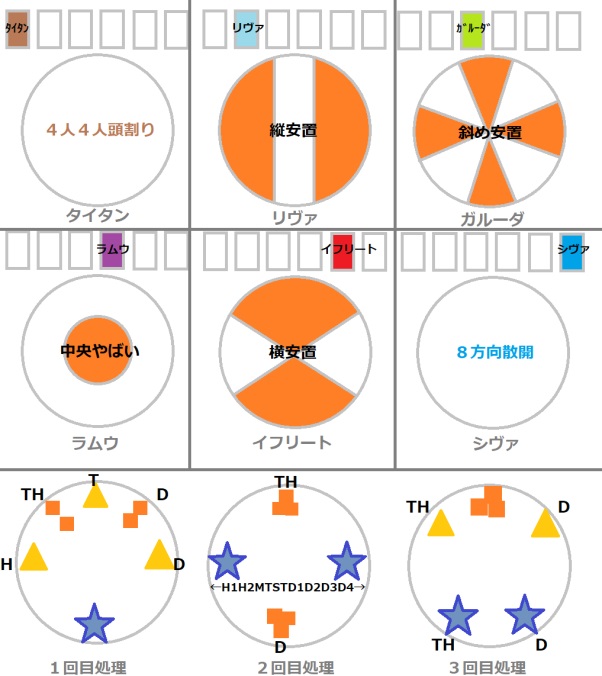 ﾀｲﾀﾝ
４人４人頭割り
タイタン
リヴァ
縦安置
リヴァ
ｶﾞﾙｰﾀﾞ
斜め安置
ガルーダ
ラムウ
中央やばい
ラムウ
イフリート
横安置
イフリート
シヴァ
８方向散開
シヴァ
T
TH
D
H
D
１回目処理
TH
←H1H2MTSTD1D2D3D4→
D
２回目処理
TH
D
TH
D
３回目処理